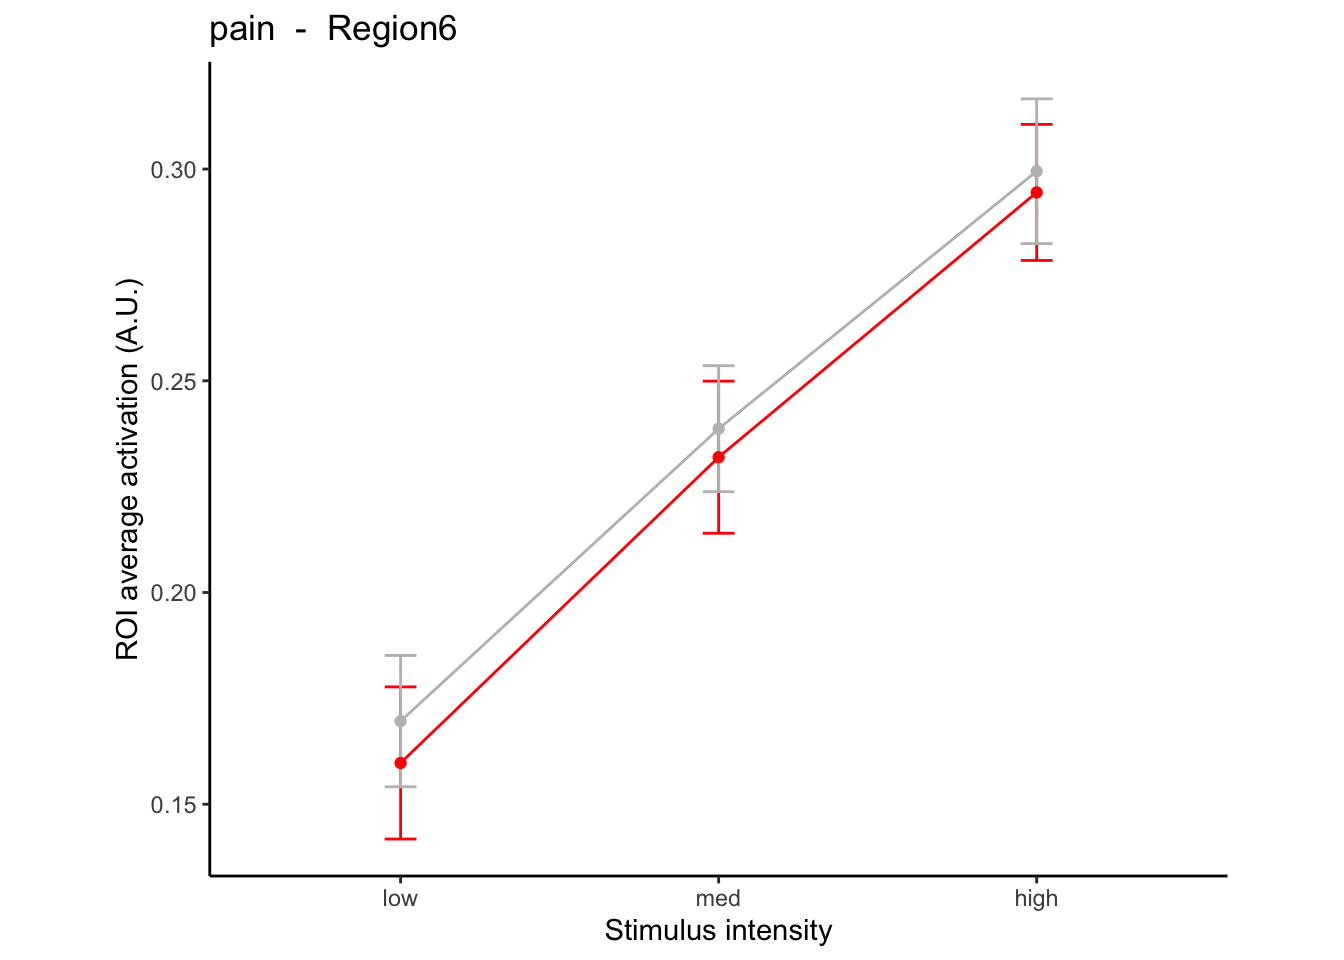 pain  -  Region6
ROI average activation (A.U.)
0.30
0.25
0.20
0.15
low
med
high
Stimulus intensity